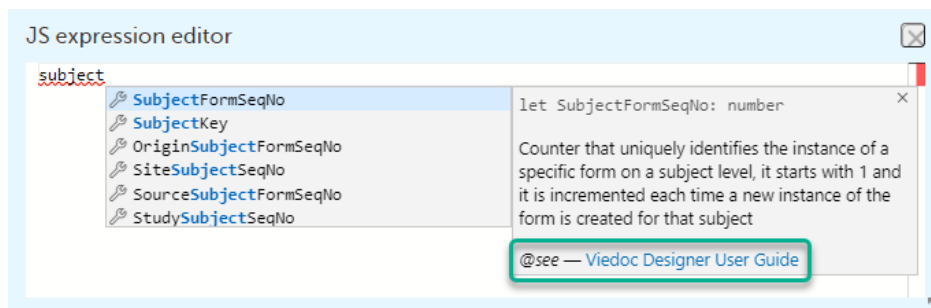 JS expression editor
subject
SubjectFormSeqNo
SubjectKey
OriginSubjectFormSeqNo
SiteSubjectSeqNo
SourceSubjectFormSeqNo
StudySubjectSeqNo
let SubjectFormSeqNo: number
Counter that uniquely identifies the instance of a
specific form on a subject level, it starts with 1 and
it is incremented each time a new instance of the
form is created for that subject
@see — Viedoc Designer User Guide